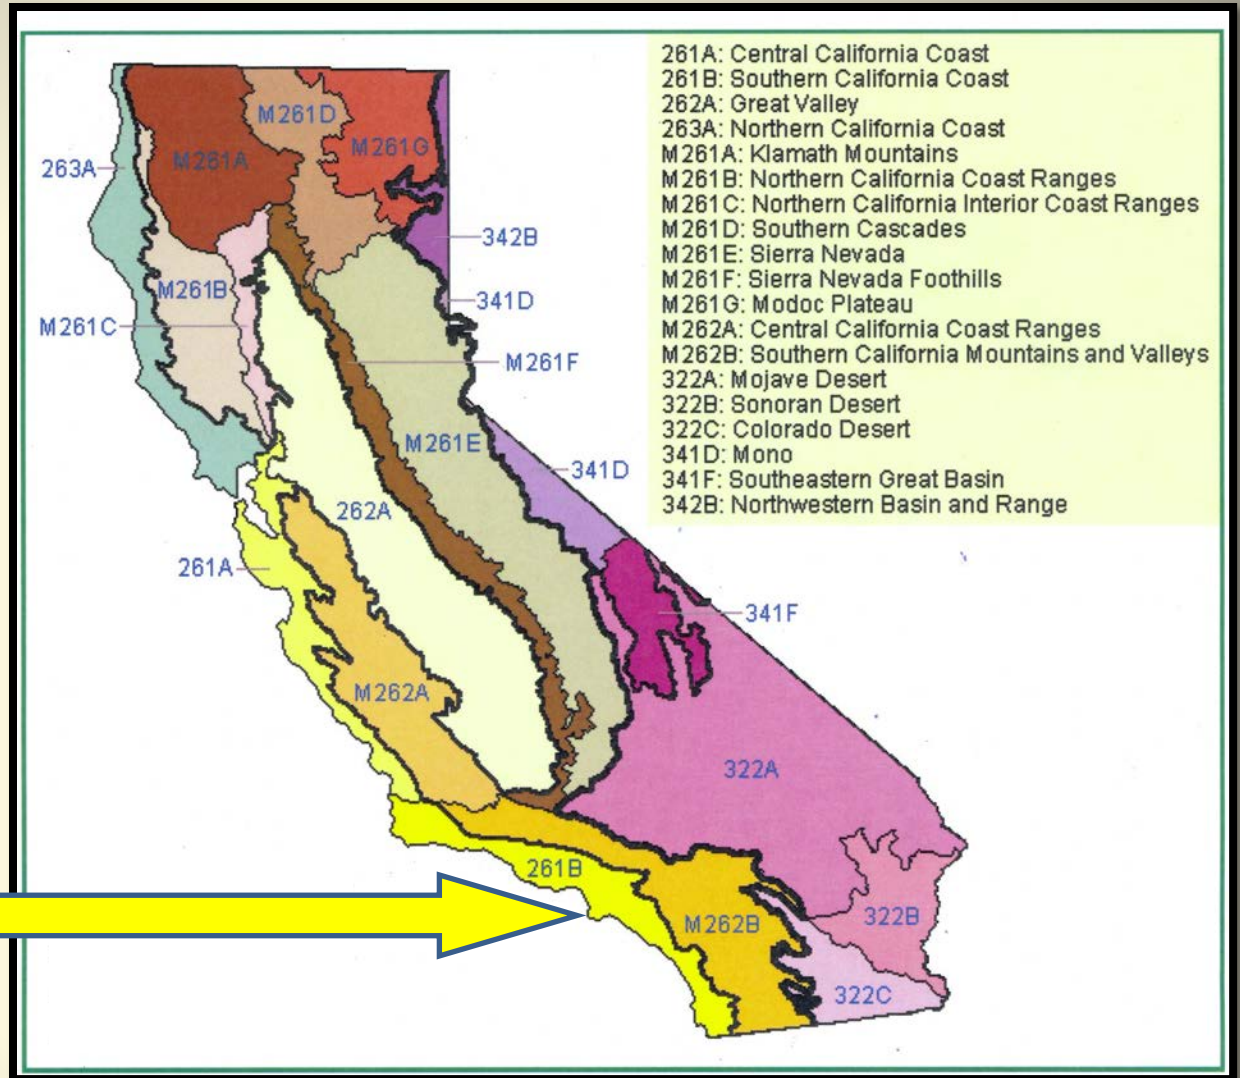 261A: Central California Coast
261B: Southern California Coast
262A: Great Valley
263A: Northern California Coast
M261A: Klamath Mountains
M261B: Northern California Coast Ranges
M261C: Northern California Interior Coast Ranges
M261D: Southern Cascades
M261E: Sierra Nevada
M261F: Sierra Nevada Foothills
M261G: Modoc Plateau
M262A: Central California Coast Ranges
M262B: Southern California Mountains and Valleys
322A: Mojave Desert
322B: Sonoran Desert
322C: Colorado Desert
341D: Mono
341F: Southeastern Great Basin
342B: Northwestern Basin and Range
M261D
M261G
M261A
263A
342B
M261B
341D
M261C
M261F
M261E
341D
262A
261A
341F
M262A
322A
261B
322B
M262B
322C